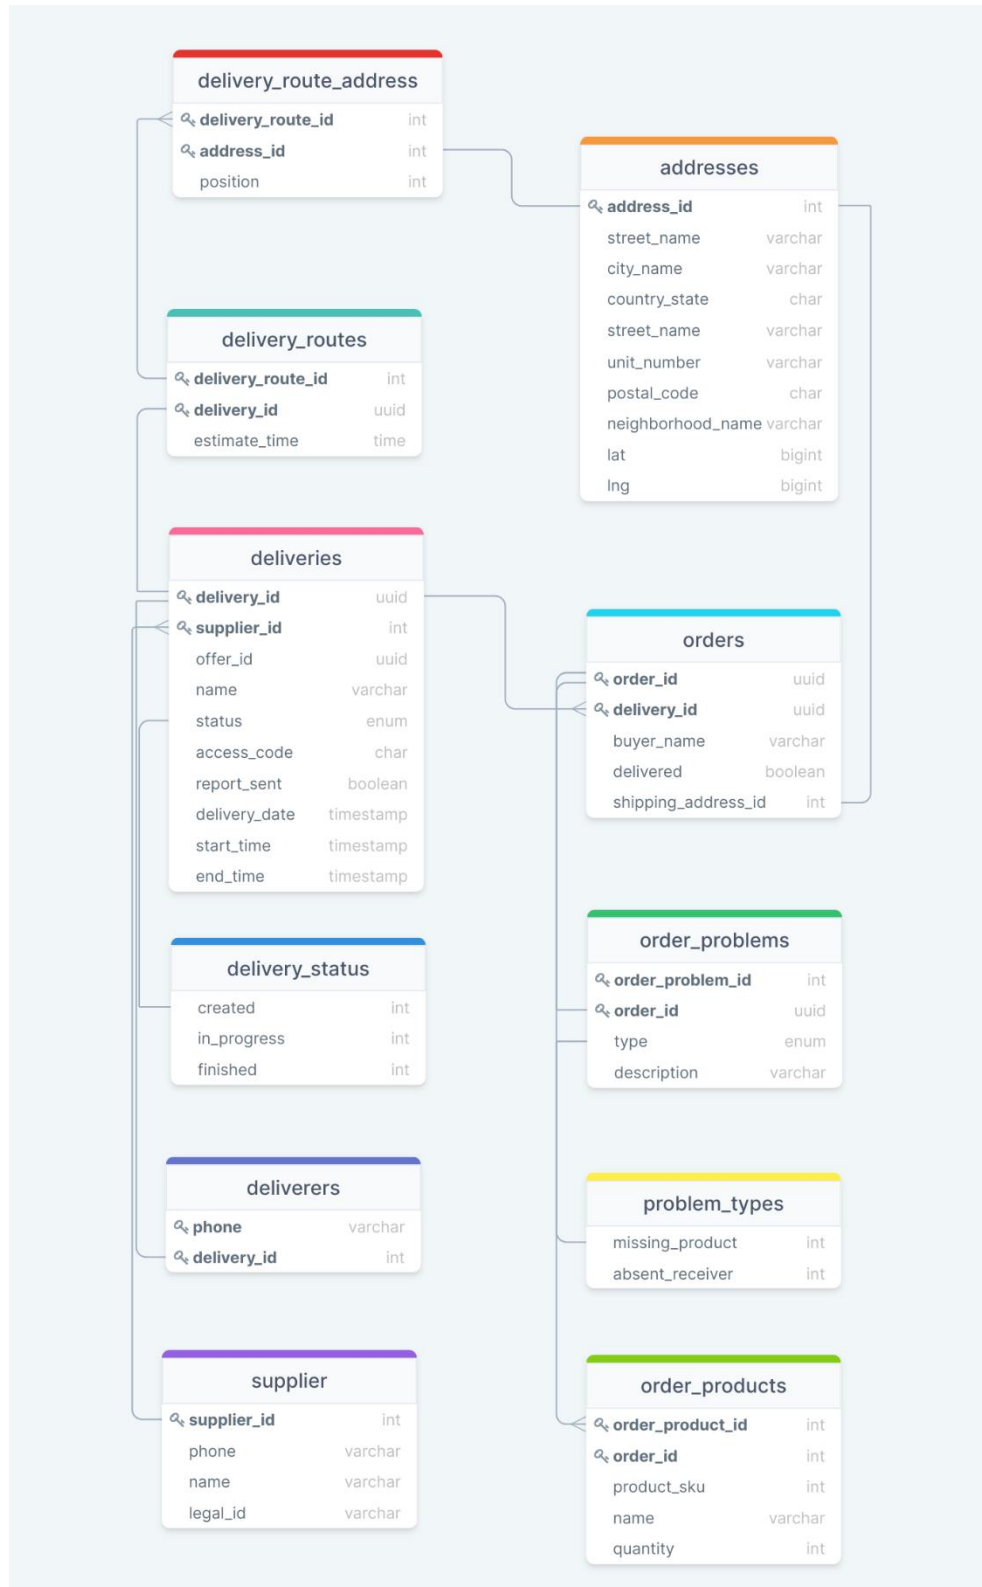 delivery_route_address
delivery_route_id int
address_id int
position int
addresses
address_id int
street_name varchar
city_name varchar
country_state char
street_name varchar
unit_number varchar
postal_code char
neighborhood_name varchar
lat bigint
lng bigint
delivery_routes
delivery_route_id int
delivery_id uuid
estimate_time time
deliveries
delivery_id uuid
supplier_id int
offer_id uuid
name varchar
status enum
access_code char
report_sent boolean
delivery_date timestamp
start_time timestamp
end_time timestamp
orders
order_id uuid
delivery_id uuid
buyer_name varchar
delivered boolean
shipping_address_id int
delivery_status
created int
in_progress int
finished int
order_problems
order_problem_id int
order_id uuid
type enum
description varchar
deliverers
phone varchar
delivery_id int
problem_types
missing_product int
absent_receiver int
supplier
supplier_id int
phone varchar
name varchar
legal_id varchar
order_products
order_product_id int
order_id int
product_sku int
name varchar
quantity int